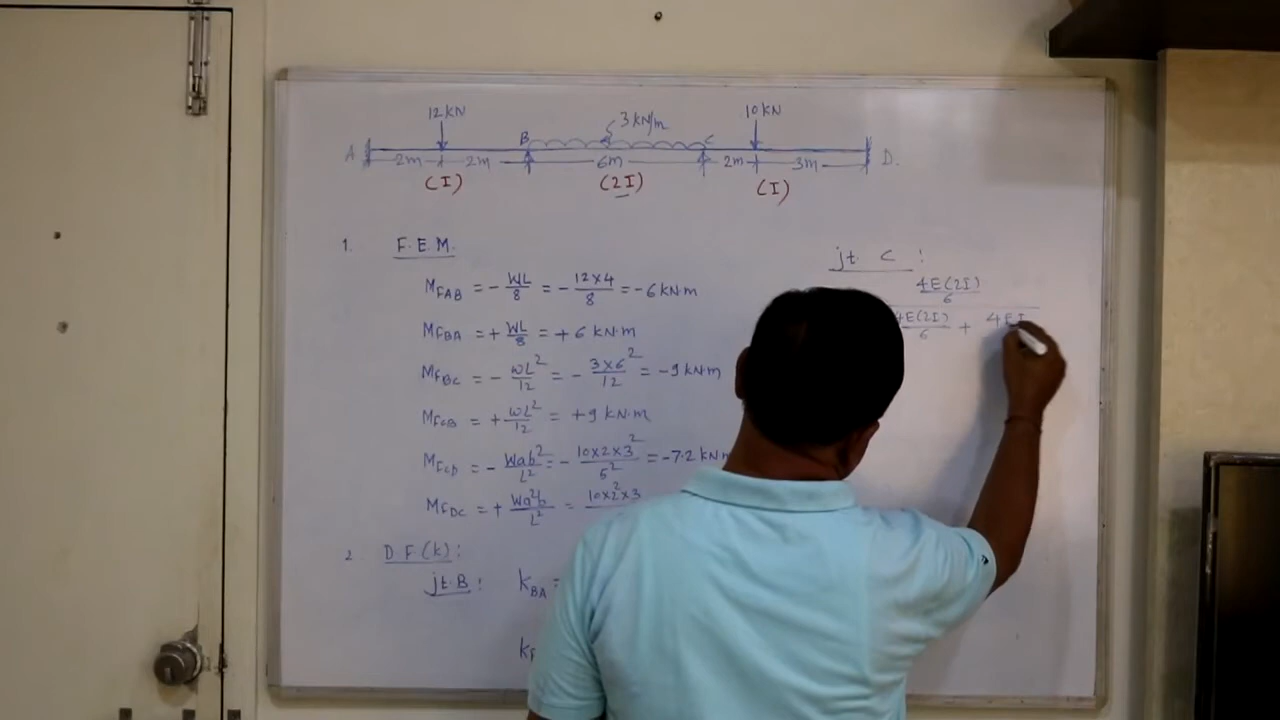 12 kN 3 kN/m 10 kN
A B C D.
2m 2m 6m 2m 3m
(I) (2I) (I)
1. F.E.M.
M_FAB = - WL/8 = - 12×4/8 = -6 kN·m
M_FBA = + WL/8 = + 6 kN·m
M_FBC = - wL²/12 = - 3×6²/12 = -9 kN·m
M_FCB = + wL²/12 = +9 kN·m
M_FCD = - Wab²/L² = - 10×2×3²/5² = -7.2 kN
M_FDC = + Wa²b/L² = 10×2²×3
2. D.F.(k):
jt.B: k_BA =
jt. C :
4E(2I)/6
4E(2I)/6 + 4EI